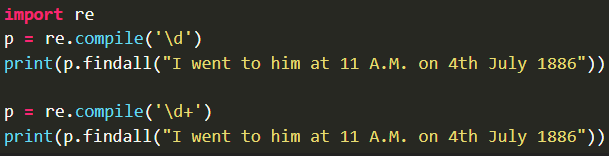 import re
p = re.compile('\d')
print(p.findall("I went to him at 11 A.M. on 4th July 1886"))
p = re.compile('\d+')
print(p.findall("I went to him at 11 A.M. on 4th July 1886"))